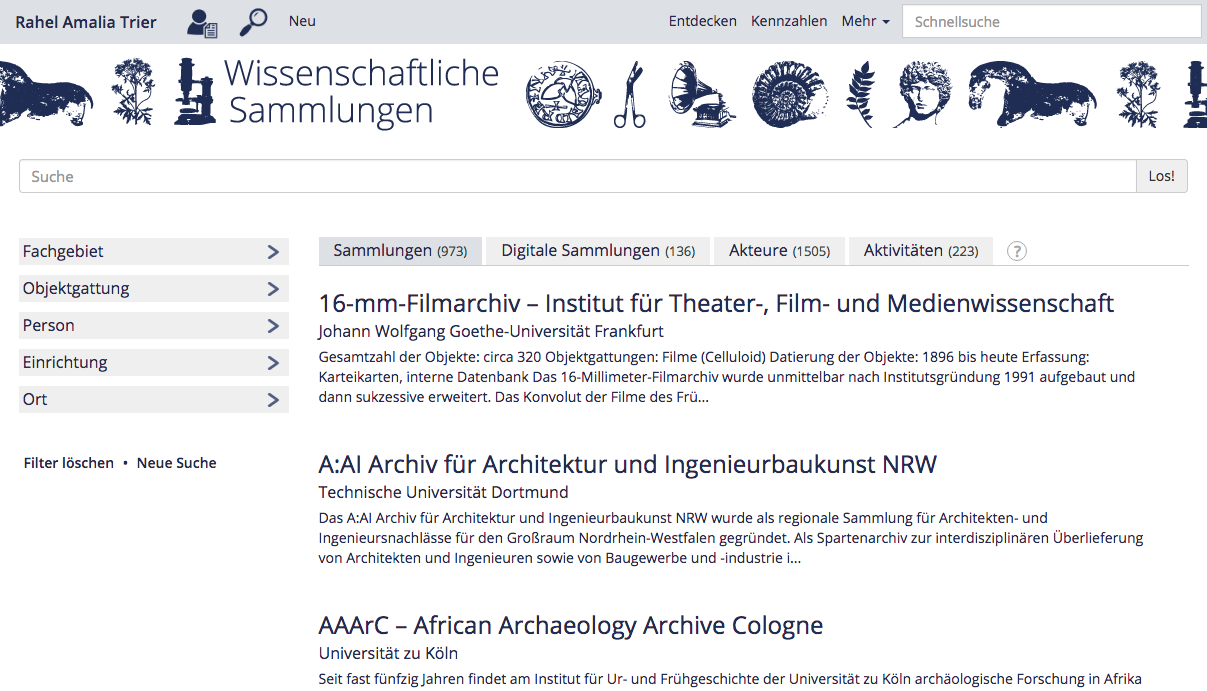 Rahel Amalia Trier
Neu
Entdecken Kennzahlen Mehr
Schnellsuche
Wissenschaftliche
Sammlungen
Suche
Los!
Fachgebiet
Objektgattung
Person
Einrichtung
Ort
Filter löschen • Neue Suche
Sammlungen (973) Digitale Sammlungen (136) Akteure (1505) Aktivitäten (223) ?
16-mm-Filmarchiv – Institut für Theater-, Film- und Medienwissenschaft
Johann Wolfgang Goethe-Universität Frankfurt
Gesamtzahl der Objekte: circa 320 Objektgattungen: Filme (Celluloid) Datierung der Objekte: 1896 bis heute Erfassung:
Karteikarten, interne Datenbank Das 16-Millimeter-Filmarchiv wurde unmittelbar nach Institutsgründung 1991 aufgebaut und
dann sukzessive erweitert. Das Konvolut der Filme des Frü...
A:AI Archiv für Architektur und Ingenieurbaukunst NRW
Technische Universität Dortmund
Das A:AI Archiv für Architektur und Ingenieurbaukunst NRW wurde als regionale Sammlung für Architekten- und
Ingenieursnachlässe für den Großraum Nordrhein-Westfalen gegründet. Als Spartenarchiv zur interdisziplinären Überlieferung
von Architekten und Ingenieuren sowie von Baugewerbe und -industrie i...
AAArC – African Archaeology Archive Cologne
Universität zu Köln
Seit fast fünfzig Jahren findet am Institut für Ur- und Frühgeschichte der Universität zu Köln archäologische Forschung in Afrika